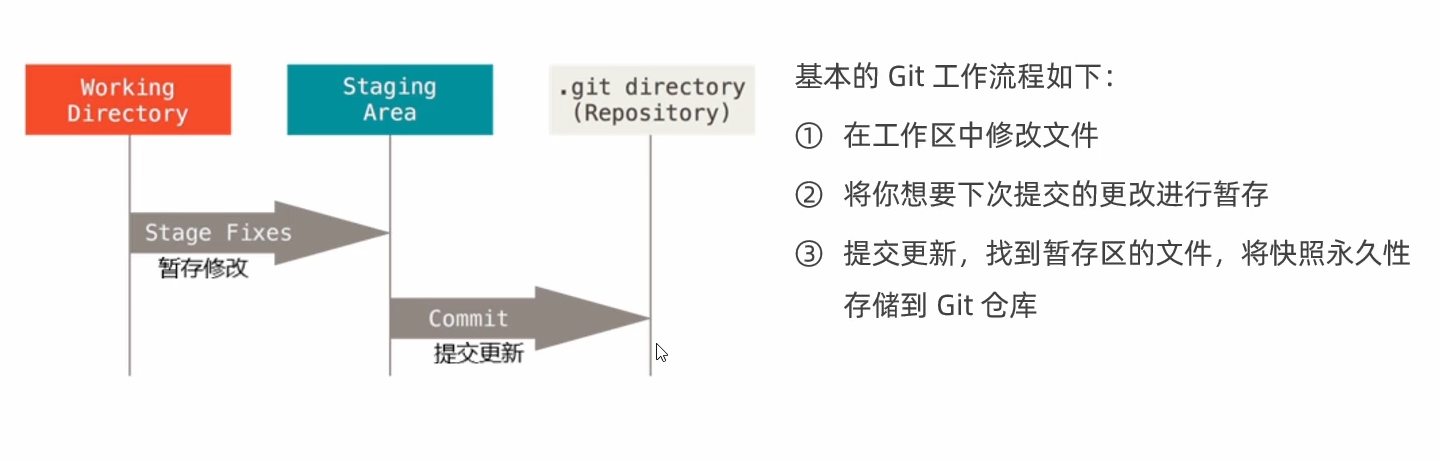 Working
Directory
Staging
Area
.git directory
(Repository)
Stage Fixes
暂存修改
Commit
提交更新
基本的 Git 工作流程如下：
① 在工作区中修改文件
② 将你想要下次提交的更改进行暂存
③ 提交更新，找到暂存区的文件，将快照永久性
存储到 Git 仓库